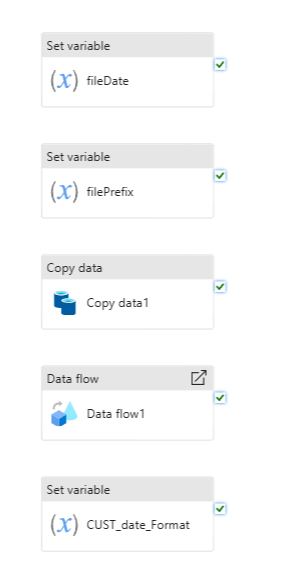 Set variable
(x) fileDate
Set variable
(x) filePrefix
Copy data
Copy data1
Data flow
Data flow1
Set variable
(x) CUST_date_Format